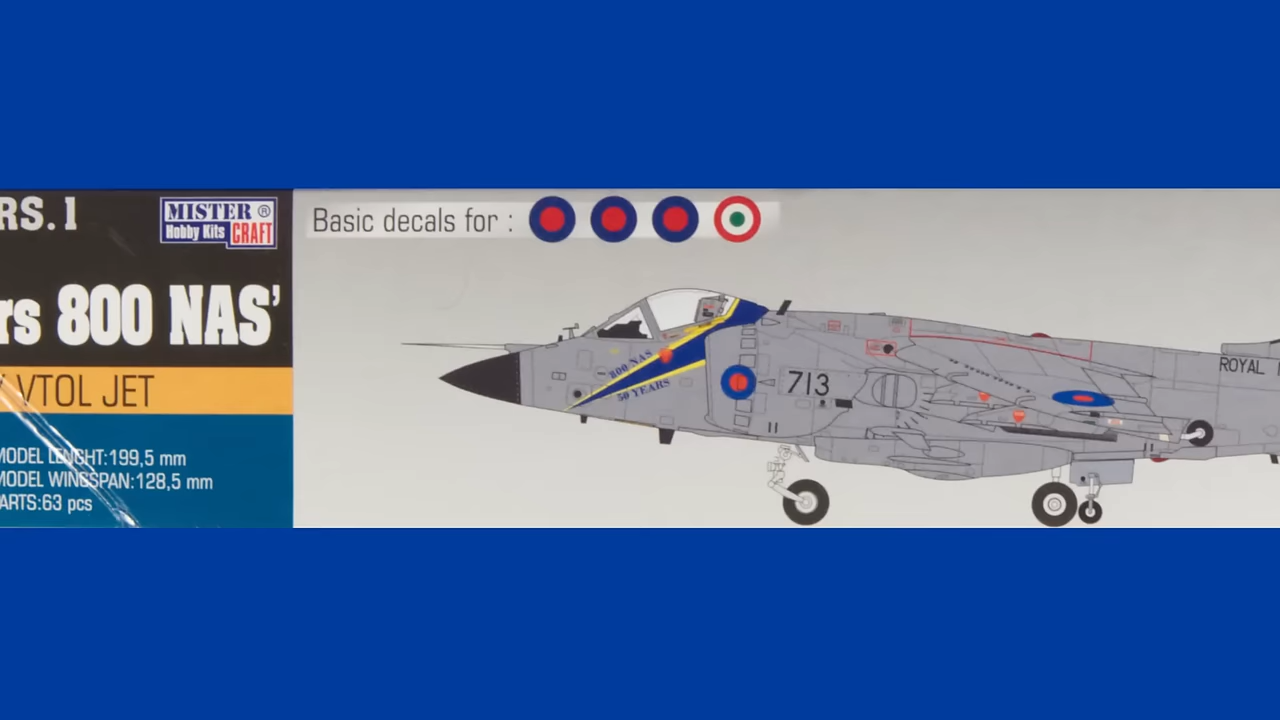 RS.1
MISTER ®
Hobby Kits CRAFT
rs 800 NAS'
VTOL JET
MODEL LENGHT:199,5 mm
MODEL WINGSPAN:128,5 mm
ARTS:63 pcs
Basic decals for :
800 NAS
50 YEARS
713
ROYAL